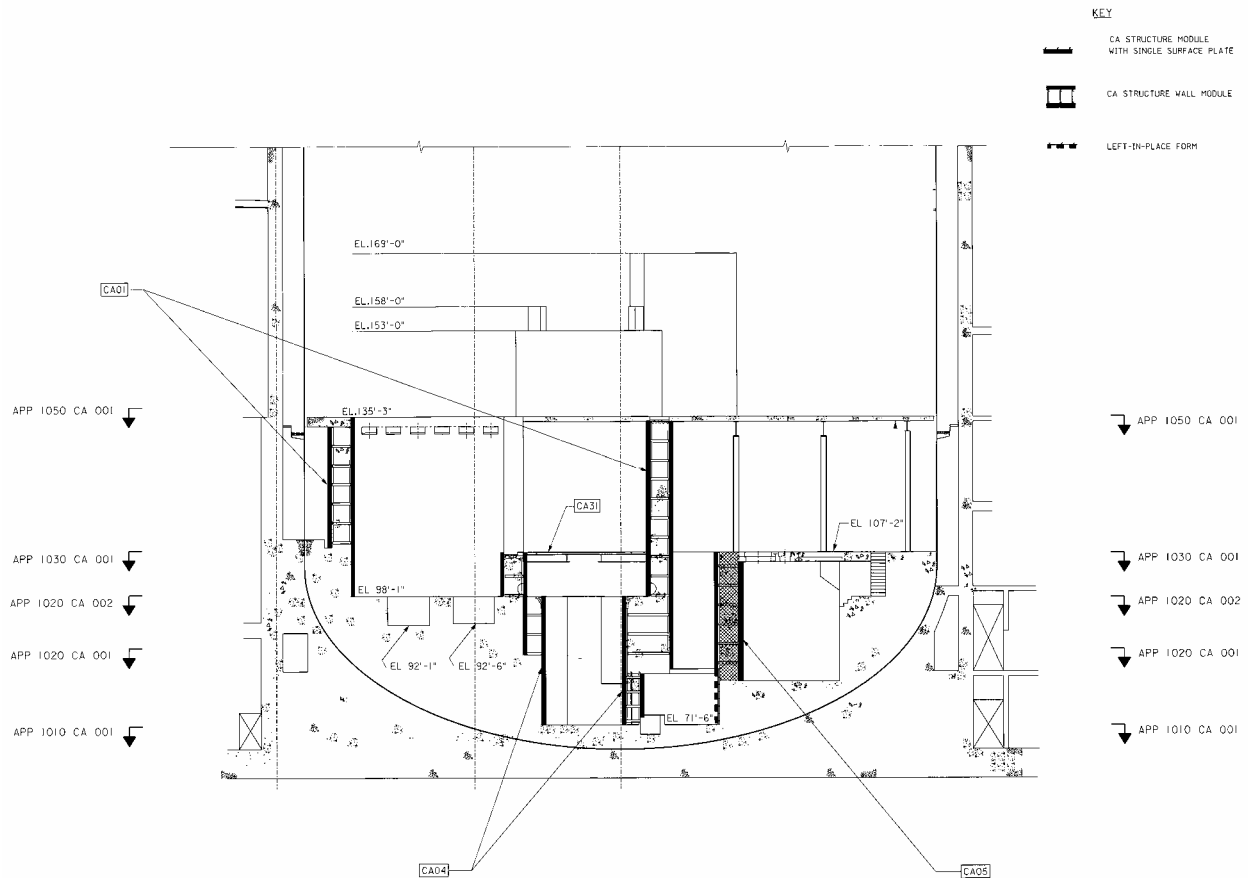 KEY
CA STRUCTURE MODULE
WITH SINGLE SURFACE PLATE
CA STRUCTURE WALL MODULE
LEFT-IN-PLACE FORM
EL.169'-0"
CA01
EL.158'-0"
EL.153'-0"
APP 1050 CA 001
EL.135'-3"
APP 1050 CA 001
CA31
EL 107'-2"
APP 1030 CA 001
APP 1030 CA 001
EL 98'-1"
APP 1020 CA 002
APP 1020 CA 002
APP 1020 CA 001
EL 92'-1"
EL 92'-6"
APP 1020 CA 001
EL 71'-6"
APP 1010 CA 001
APP 1010 CA 001
CA04
CA05